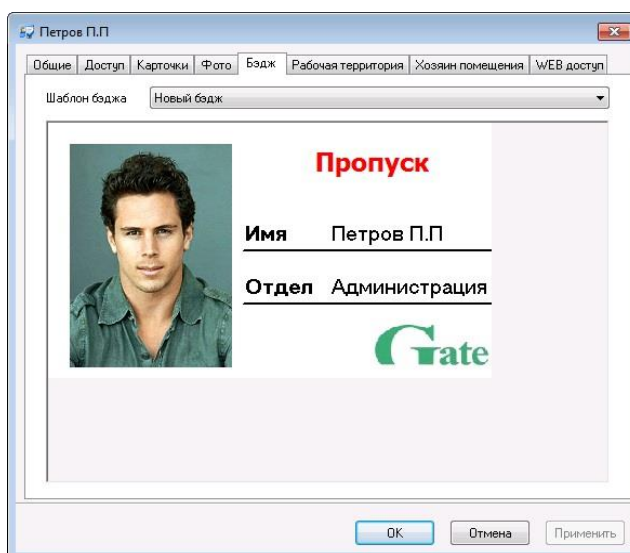 Петров П.П
Общие Доступ Карточки Фото Бэдж Рабочая территория Хозяин помещения WEB доступ
Шаблон бэджа Новый бэдж
Пропуск
Имя Петров П.П
Отдел Администрация
Gate
OK Отмена Применить